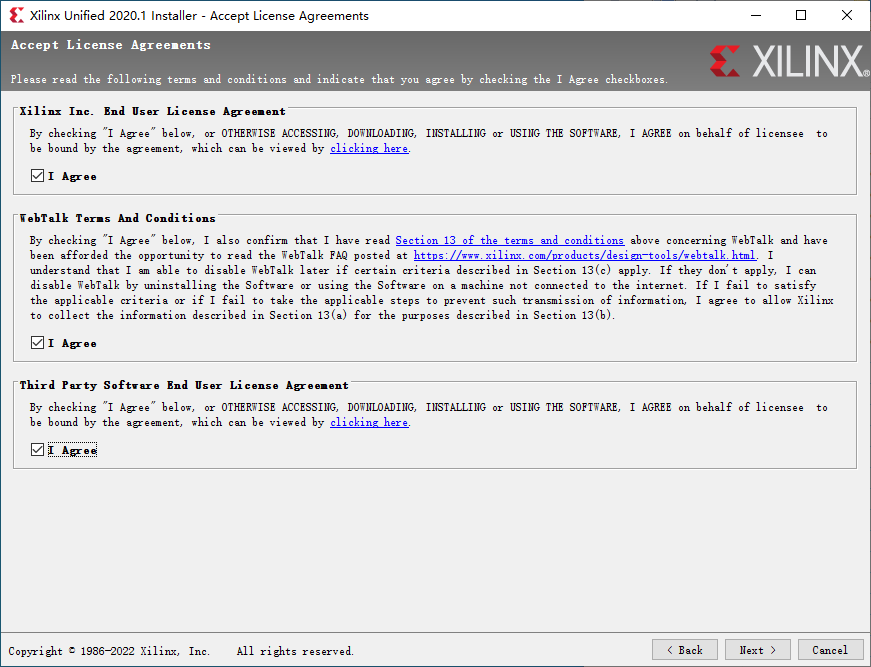 Xilinx Unified 2020.1 Installer - Accept License Agreements
Accept License Agreements
Please read the following terms and conditions and indicate that you agree by checking the I Agree checkboxes.
XILINX®
Xilinx Inc. End User License Agreement
By checking "I Agree" below, or OTHERWISE ACCESSING, DOWNLOADING, INSTALLING or USING THE SOFTWARE, I AGREE on behalf of licensee to
be bound by the agreement, which can be viewed by clicking here.
I Agree
WebTalk Terms And Conditions
By checking "I Agree" below, I also confirm that I have read Section 13 of the terms and conditions above concerning WebTalk and have
been afforded the opportunity to read the WebTalk FAQ posted at https://www.xilinx.com/products/design-tools/webtalk.html. I
understand that I am able to disable WebTalk later if certain criteria described in Section 13(c) apply. If they don't apply, I can
disable WebTalk by uninstalling the Software or using the Software on a machine not connected to the internet. If I fail to satisfy
the applicable criteria or if I fail to take the applicable steps to prevent such transmission of information, I agree to allow Xilinx
to collect the information described in Section 13(a) for the purposes described in Section 13(b).
I Agree
Third Party Software End User License Agreement
By checking "I Agree" below, or OTHERWISE ACCESSING, DOWNLOADING, INSTALLING or USING THE SOFTWARE, I AGREE on behalf of licensee to
be bound by the agreement, which can be viewed by clicking here.
I Agree
Copyright © 1986-2022 Xilinx, Inc. All rights reserved.
< Back Next > Cancel